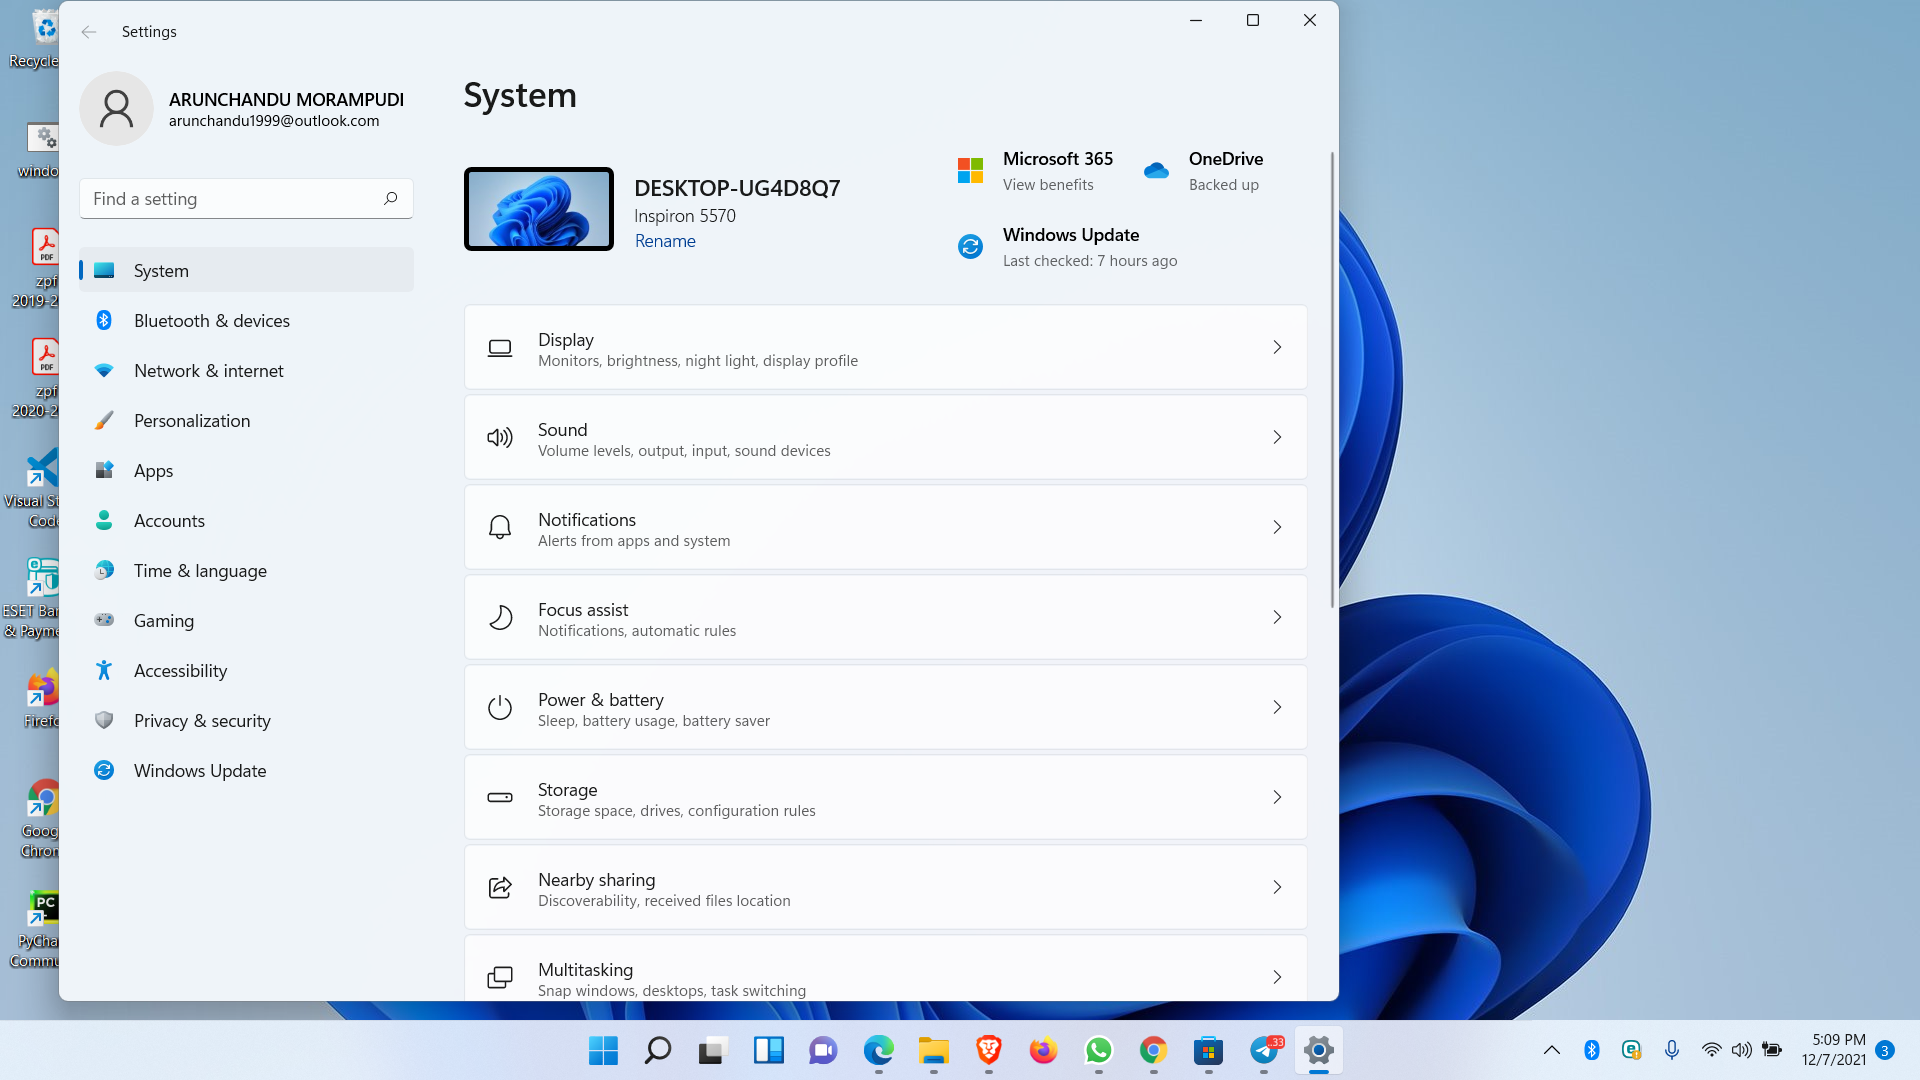 Recycle
windo
zpf
2019-2
zpf
2020-2
Visual St
Code
ESET Ban
& Payme
Firefo
Goog
Chrom
PC
PyCha
Commu
Settings
ARUNCHANDU MORAMPUDI
arunchandu1999@outlook.com
Find a setting
System
Bluetooth & devices
Network & internet
Personalization
Apps
Accounts
Time & language
Gaming
Accessibility
Privacy & security
Windows Update
System
DESKTOP-UG4D8Q7
Inspiron 5570
Rename
Microsoft 365
View benefits
OneDrive
Backed up
Windows Update
Last checked: 7 hours ago
Display
Monitors, brightness, night light, display profile
Sound
Volume levels, output, input, sound devices
Notifications
Alerts from apps and system
Focus assist
Notifications, automatic rules
Power & battery
Sleep, battery usage, battery saver
Storage
Storage space, drives, configuration rules
Nearby sharing
Discoverability, received files location
Multitasking
Snap windows, desktops, task switching
..33
5:09 PM
12/7/2021
3